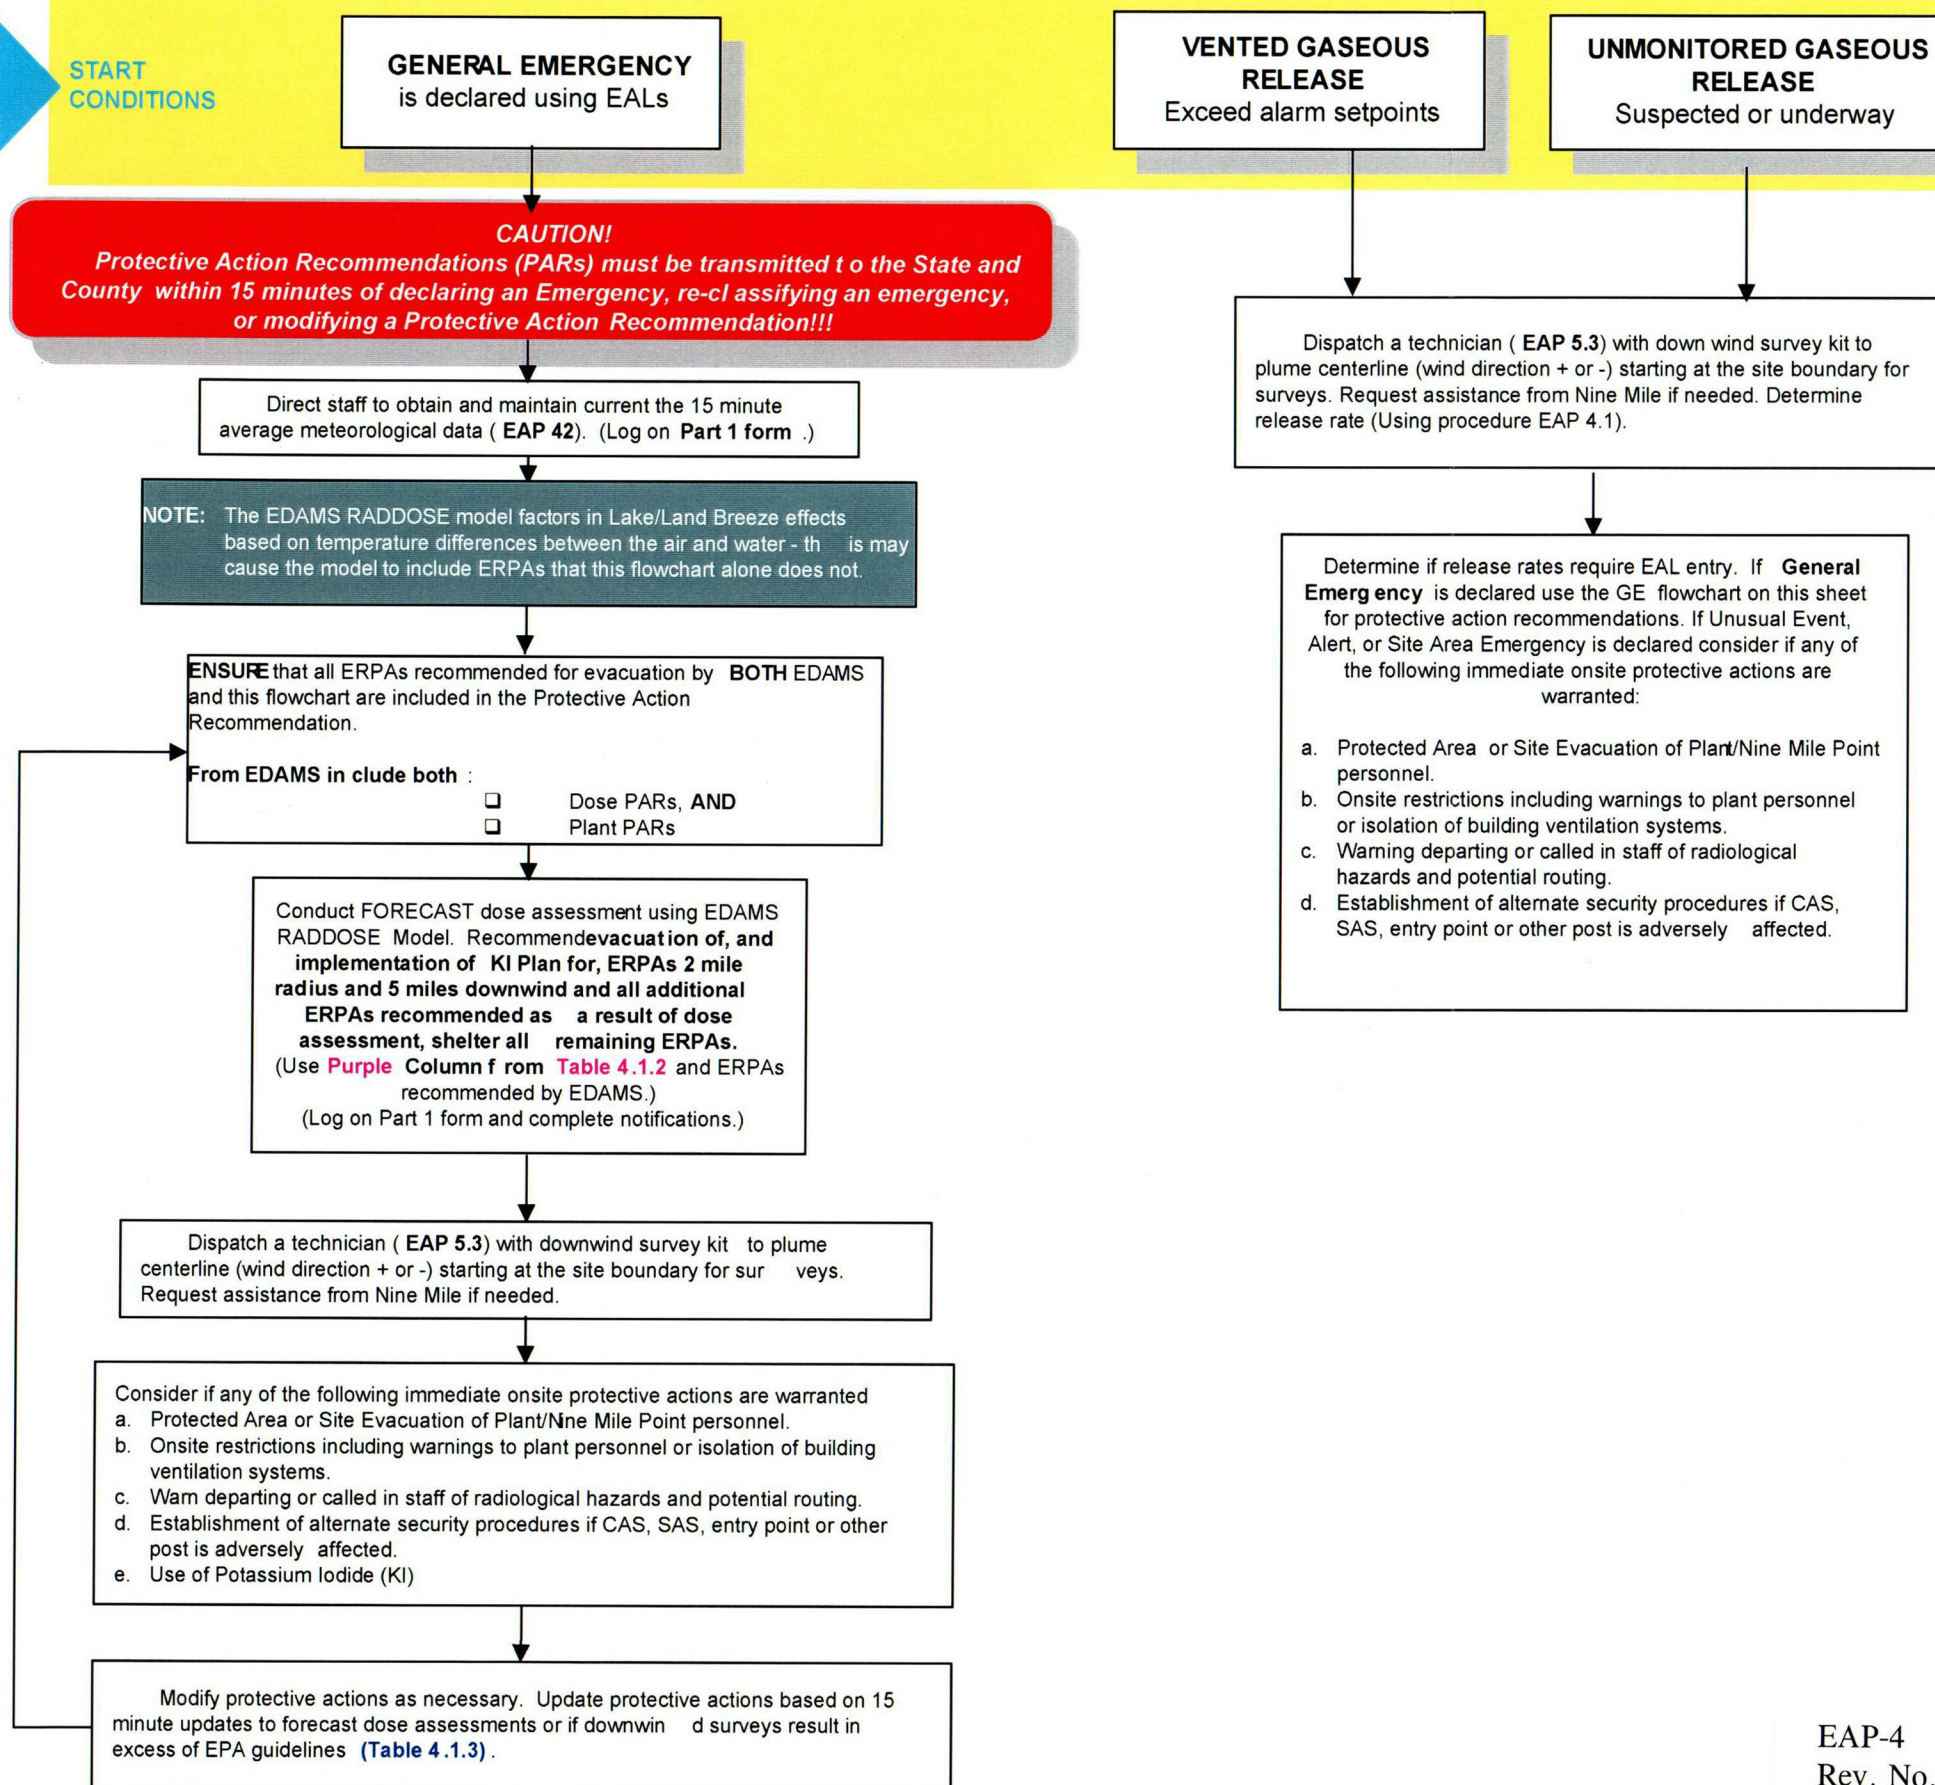 START
CONDITIONS
GENERAL EMERGENCY
is declared using EALs
VENTED GASEOUS
RELEASE
Exceed alarm setpoints
UNMONITORED GASEOUS
RELEASE
Suspected or underway
CAUTION!
Protective Action Recommendations (PARs) must be transmitted t o the State and
County within 15 minutes of declaring an Emergency, re-cl assifying an emergency,
or modifying a Protective Action Recommendation!!!
Direct staff to obtain and maintain current the 15 minute
average meteorological data ( EAP 42). (Log on Part 1 form .)
NOTE: The EDAMS RADDOSE model factors in Lake/Land Breeze effects
based on temperature differences between the air and water - th is may
cause the model to include ERPAs that this flowchart alone does not.
ENSURE that all ERPAs recommended for evacuation by BOTH EDAMS
and this flowchart are included in the Protective Action
Recommendation.
From EDAMS in clude both :
❑ Dose PARs, AND
❑ Plant PARs
Conduct FORECAST dose assessment using EDAMS
RADDOSE Model. Recommendevacuation of, and
implementation of KI Plan for, ERPAs 2 mile
radius and 5 miles downwind and all additional
ERPAs recommended as a result of dose
assessment, shelter all remaining ERPAs.
(Use Purple Column f rom Table 4.1.2 and ERPAs
recommended by EDAMS.)
(Log on Part 1 form and complete notifications.)
Dispatch a technician ( EAP 5.3) with downwind survey kit to plume
centerline (wind direction + or -) starting at the site boundary for sur veys.
Request assistance from Nine Mile if needed.
Consider if any of the following immediate onsite protective actions are warranted
a. Protected Area or Site Evacuation of Plant/Nine Mile Point personnel.
b. Onsite restrictions including warnings to plant personnel or isolation of building
ventilation systems.
c. Warn departing or called in staff of radiological hazards and potential routing.
d. Establishment of alternate security procedures if CAS, SAS, entry point or other
post is adversely affected.
e. Use of Potassium Iodide (KI)
Modify protective actions as necessary. Update protective actions based on 15
minute updates to forecast dose assessments or if downwin d surveys result in
excess of EPA guidelines (Table 4.1.3) .
Dispatch a technician ( EAP 5.3) with down wind survey kit to
plume centerline (wind direction + or -) starting at the site boundary for
surveys. Request assistance from Nine Mile if needed. Determine
release rate (Using procedure EAP 4.1).
Determine if release rates require EAL entry. If General
Emerg ency is declared use the GE flowchart on this sheet
for protective action recommendations. If Unusual Event,
Alert, or Site Area Emergency is declared consider if any of
the following immediate onsite protective actions are
warranted:
a. Protected Area or Site Evacuation of Plant/Nine Mile Point
personnel.
b. Onsite restrictions including warnings to plant personnel
or isolation of building ventilation systems.
c. Warning departing or called in staff of radiological
hazards and potential routing.
d. Establishment of alternate security procedures if CAS,
SAS, entry point or other post is adversely affected.
EAP-4
Rev. No.